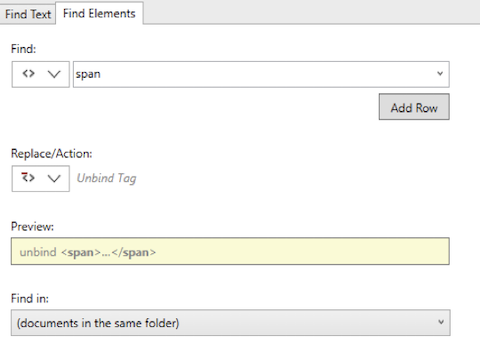 Find Text Find Elements
Find:
<> span
Add Row
Replace/Action:
<> Unbind Tag
Preview:
unbind <span>...</span>
Find in:
(documents in the same folder)